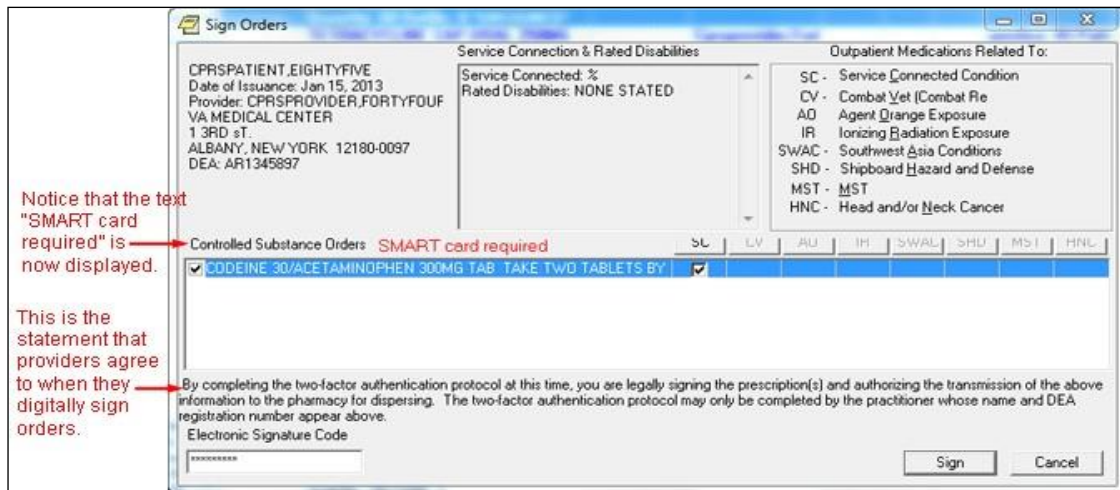 Sign Orders
CPRSPATIENT,EIGHTYFIVE
Date of Issuance: Jan 15, 2013
Provider: CPRSPROVIDER,FORTYFOUF
VA MEDICAL CENTER
1 3RD sT.
ALBANY, NEW YORK 12180-0097
DEA: AR1345897
Service Connection & Rated Disabilities
Service Connected: %
Rated Disabilities: NONE STATED
Outpatient Medications Related To:
SC - Service Connected Condition
CV - Combat Vet (Combat Re
AO Agent Orange Exposure
IR Ionizing Radiation Exposure
SWAC - Southwest Asia Conditions
SHD - Shipboard Hazard and Defense
MST - MST
HNC - Head and/or Neck Cancer
Notice that the text
"SMART card
required" is
now displayed.
Controlled Substance Orders SMART card required SC CV AO IR SWAC SHD MST HNC
CODEINE 30/ACETAMINOPHEN 300MG TAB TAKE TWO TABLETS BY
This is the
statement that
providers agree
to when they
digitally sign
orders.
By completing the two-factor authentication protocol at this time, you are legally signing the prescription(s) and authorizing the transmission of the above
information to the pharmacy for dispersing. The two-factor authentication protocol may only be completed by the practitioner whose name and DEA
registration number appear above.
Electronic Signature Code
*********
Sign Cancel